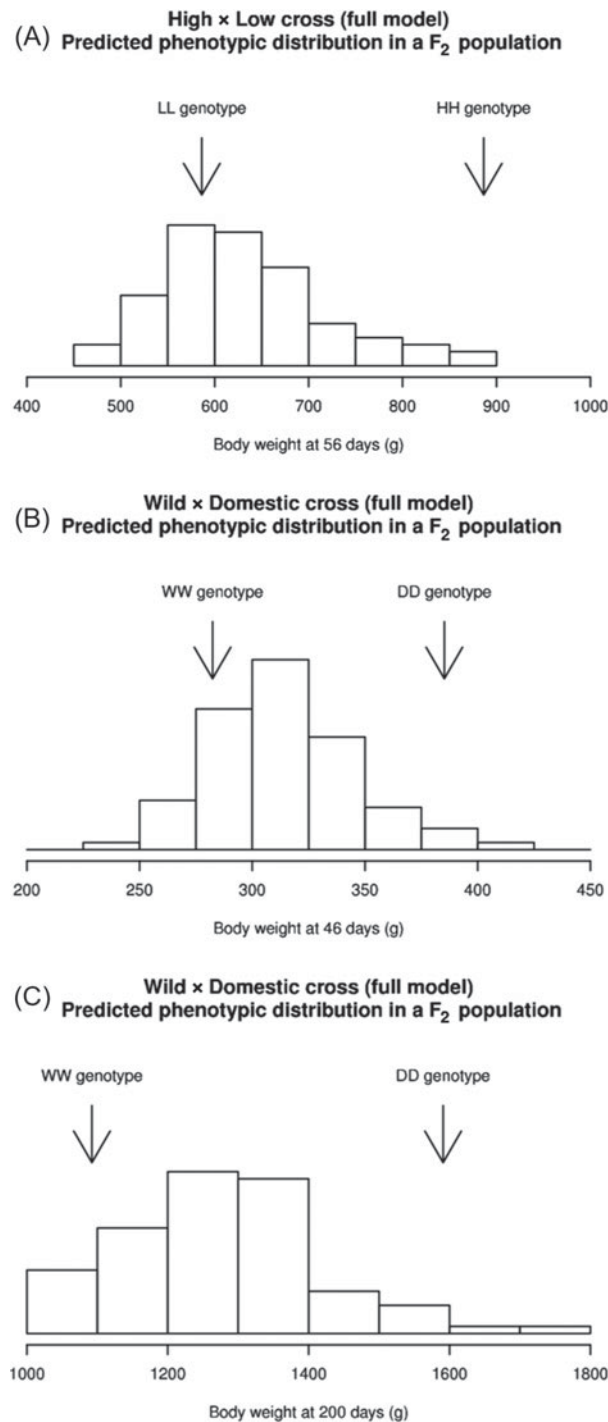 (A) High × Low cross (full model)
Predicted phenotypic distribution in a F₂ population
LL genotype HH genotype
400 500 600 700 800 900 1000
Body weight at 56 days (g)
(B) Wild × Domestic cross (full model)
Predicted phenotypic distribution in a F₂ population
WW genotype DD genotype
200 250 300 350 400 450
Body weight at 46 days (g)
(C) Wild × Domestic cross (full model)
Predicted phenotypic distribution in a F₂ population
WW genotype DD genotype
1000 1200 1400 1600 1800
Body weight at 200 days (g)